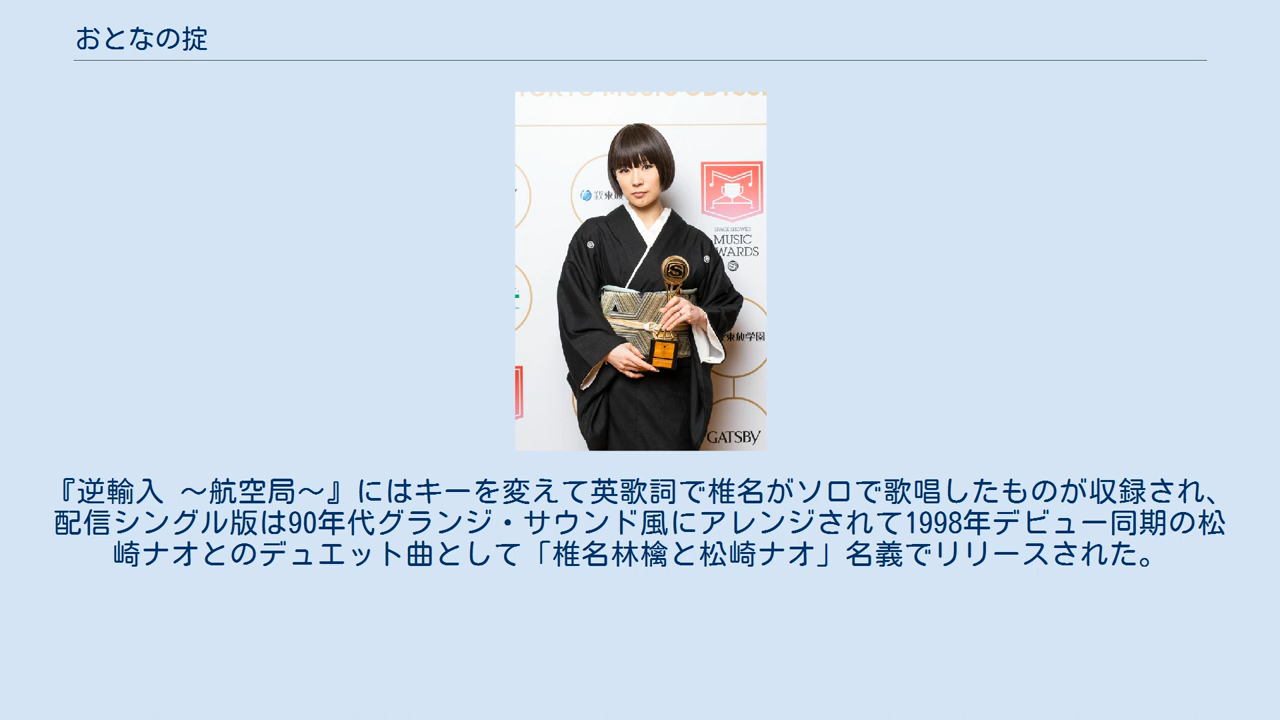 おとなの掟
MUSIC
GATSBY
『逆輸入 〜航空局〜』にはキーを変えて英歌詞で椎名がソロで歌唱したものが収録され、
配信シングル版は90年代グランジ・サウンド風にアレンジされて1998年デビュー同期の松
崎ナオとのデュエット曲として「椎名林檎と松崎ナオ」名義でリリースされた。